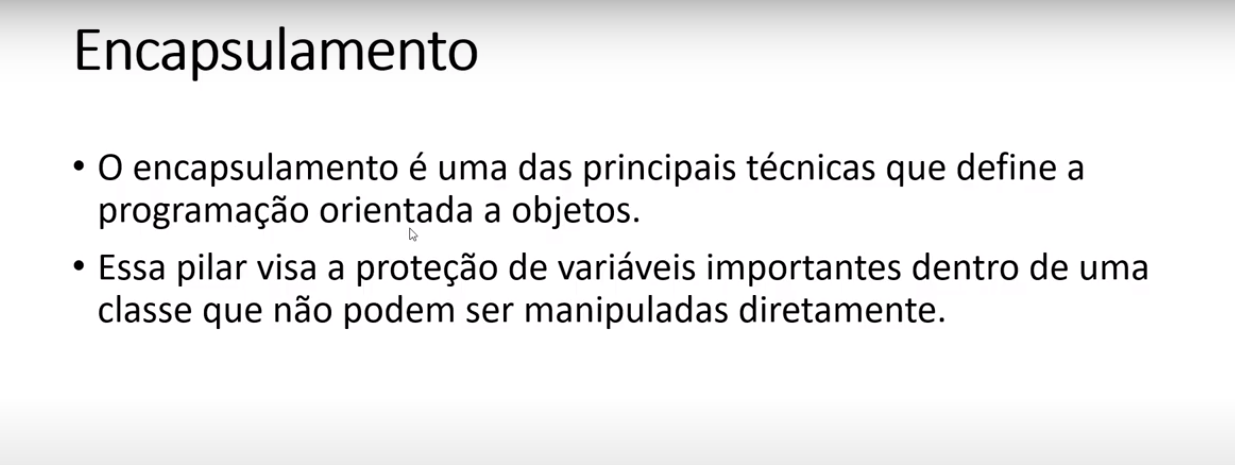 Encapsulamento
• O encapsulamento é uma das principais técnicas que define a
programação orientada a objetos.
• Essa pilar visa a proteção de variáveis importantes dentro de uma
classe que não podem ser manipuladas diretamente.